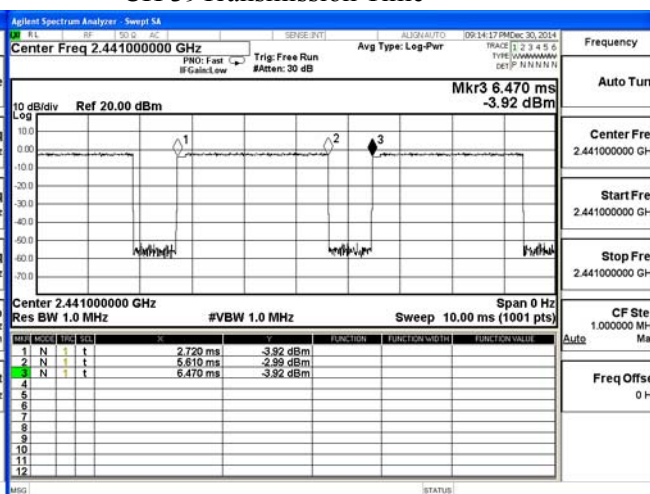 CH 39 Transmission Time
Agilent Spectrum Analyzer - Swept SA
RL RF 50 Ω AC SENSE:INT ALIGNAUTO 09:14:17 PM Dec 30, 2014
Center Freq 2.441000000 GHz
PNO: Fast
IFGain:Low
Trig: Free Run
#Atten: 30 dB
Avg Type: Log-Pwr
TRACE 1 2 3 4 5 6
TYPE WWWWWW
DET P N N N N N
Frequency
Auto Tun
Center Fre
2.441000000 GH
Start Fre
2.441000000 GH
Stop Fre
2.441000000 GH
CF Ste
1.000000 MH
Auto Ma
Freq Offse
0 H
Mkr3 6.470 ms
-3.92 dBm
10 dB/div Ref 20.00 dBm
Log
10.0
0.00
-10.0
-20.0
-30.0
-40.0
-50.0
-60.0
-70.0
1
2
3
Center 2.441000000 GHz Span 0 Hz
Res BW 1.0 MHz #VBW 1.0 MHz Sweep 10.00 ms (1001 pts)
MKR MODE TRC SCL X Y FUNCTION FUNCTION WIDTH FUNCTION VALUE
1 N 1 t 2.720 ms -3.92 dBm
2 N 1 t 5.610 ms -2.99 dBm
3 N 1 t 6.470 ms -3.92 dBm
4
5
6
7
8
9
10
11
12
MSG STATUS